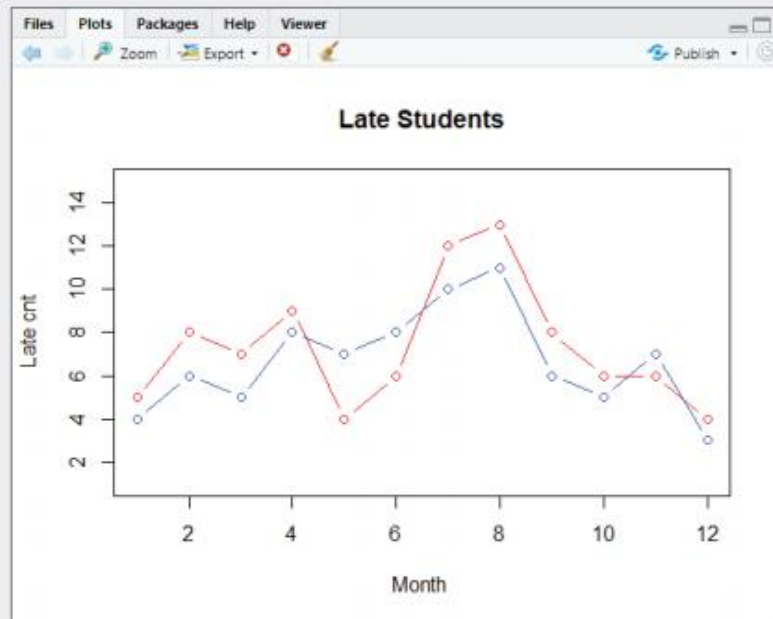 Files Plots Packages Help Viewer
Zoom Export Publish
Late Students
Late cnt
14
12
10
8
6
4
2
2 4 6 8 10 12
Month